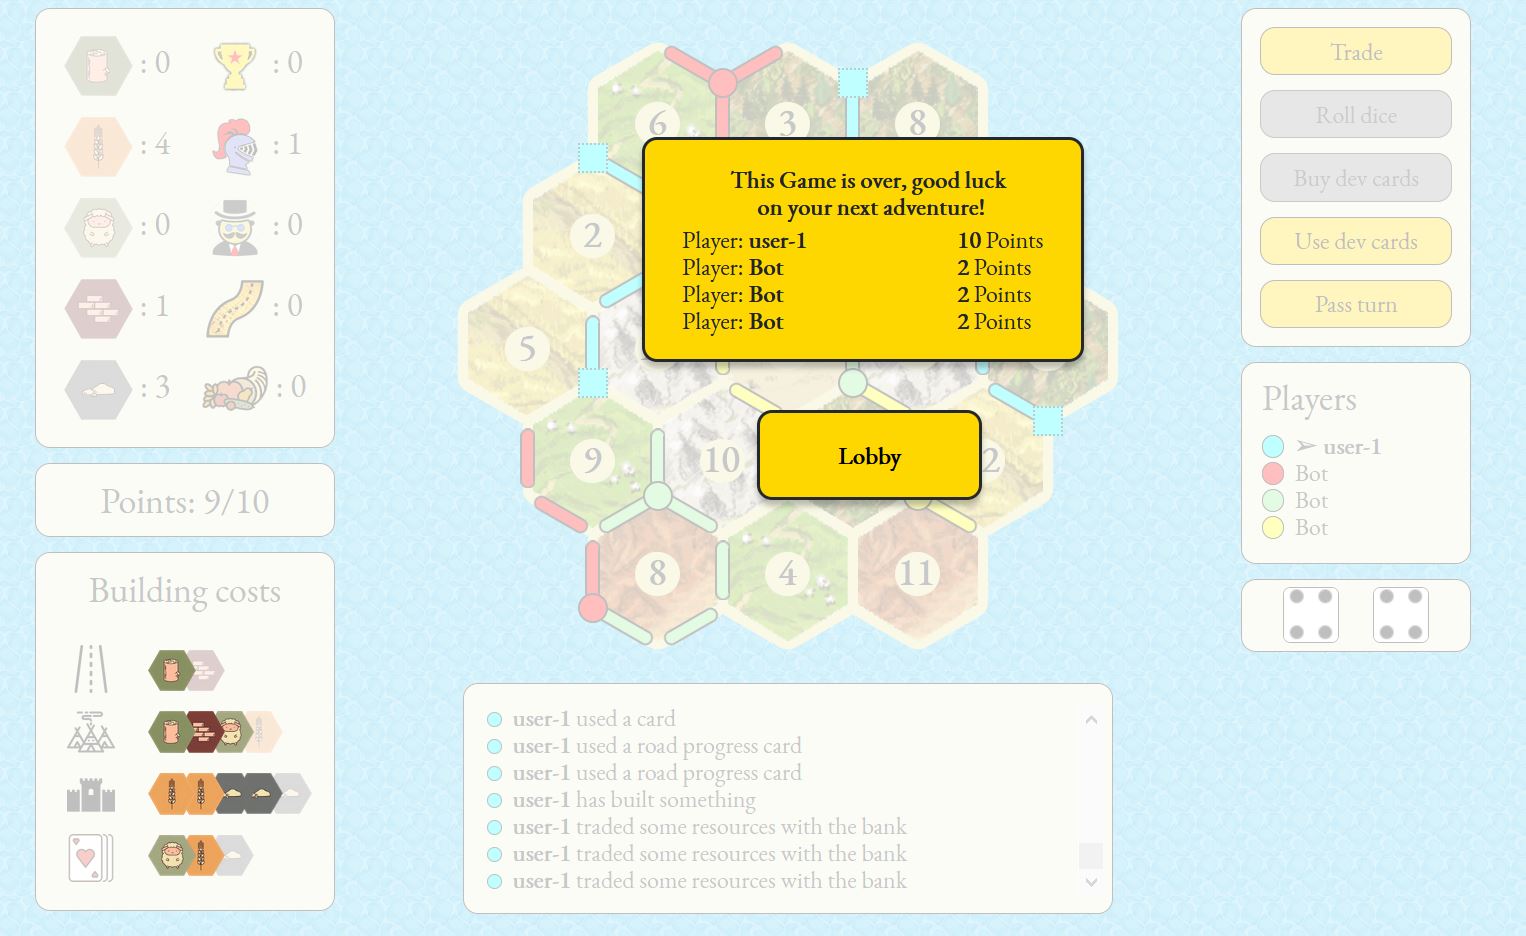 : 0
: 0
: 4
: 1
: 0
: 0
: 1
: 0
: 3
: 0
Points: 9/10
Building costs
6
3
8
2
5
9
10
2
8
4
11
This Game is over, good luck
on your next adventure!
Player: user-1 10 Points
Player: Bot 2 Points
Player: Bot 2 Points
Player: Bot 2 Points
Lobby
user-1 used a card
user-1 used a road progress card
user-1 used a road progress card
user-1 has built something
user-1 traded some resources with the bank
user-1 traded some resources with the bank
user-1 traded some resources with the bank
Trade
Roll dice
Buy dev cards
Use dev cards
Pass turn
Players
➢ user-1
Bot
Bot
Bot